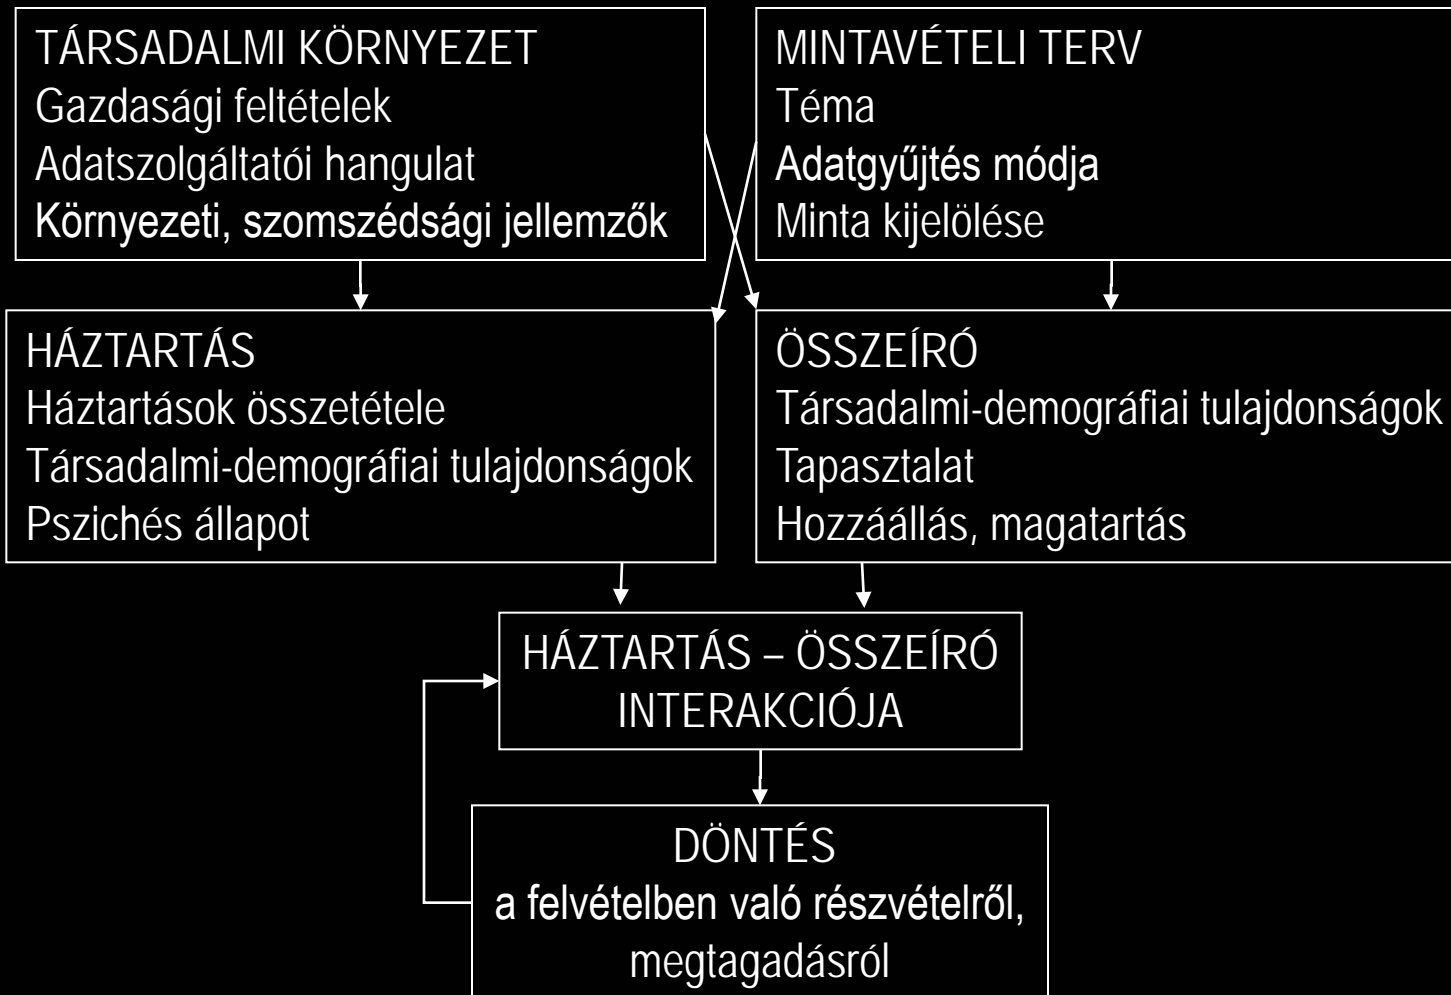 TÁRSADALMI KÖRNYEZET
Gazdasági feltételek
Adatszolgáltatói hangulat
Környezeti, szomszédsági jellemzők
MINTAVÉTELI TERV
Téma
Adatgyűjtés módja
Minta kijelölése
HÁZTARTÁS
Háztartások összetétele
Társadalmi-demográfiai tulajdonságok
Pszichés állapot
ÖSSZEÍRÓ
Társadalmi-demográfiai tulajdonságok
Tapasztalat
Hozzáállás, magatartás
HÁZTARTÁS – ÖSSZEÍRÓ
INTERAKCIÓJA
DÖNTÉS
a felvételben való részvételről,
megtagadásról